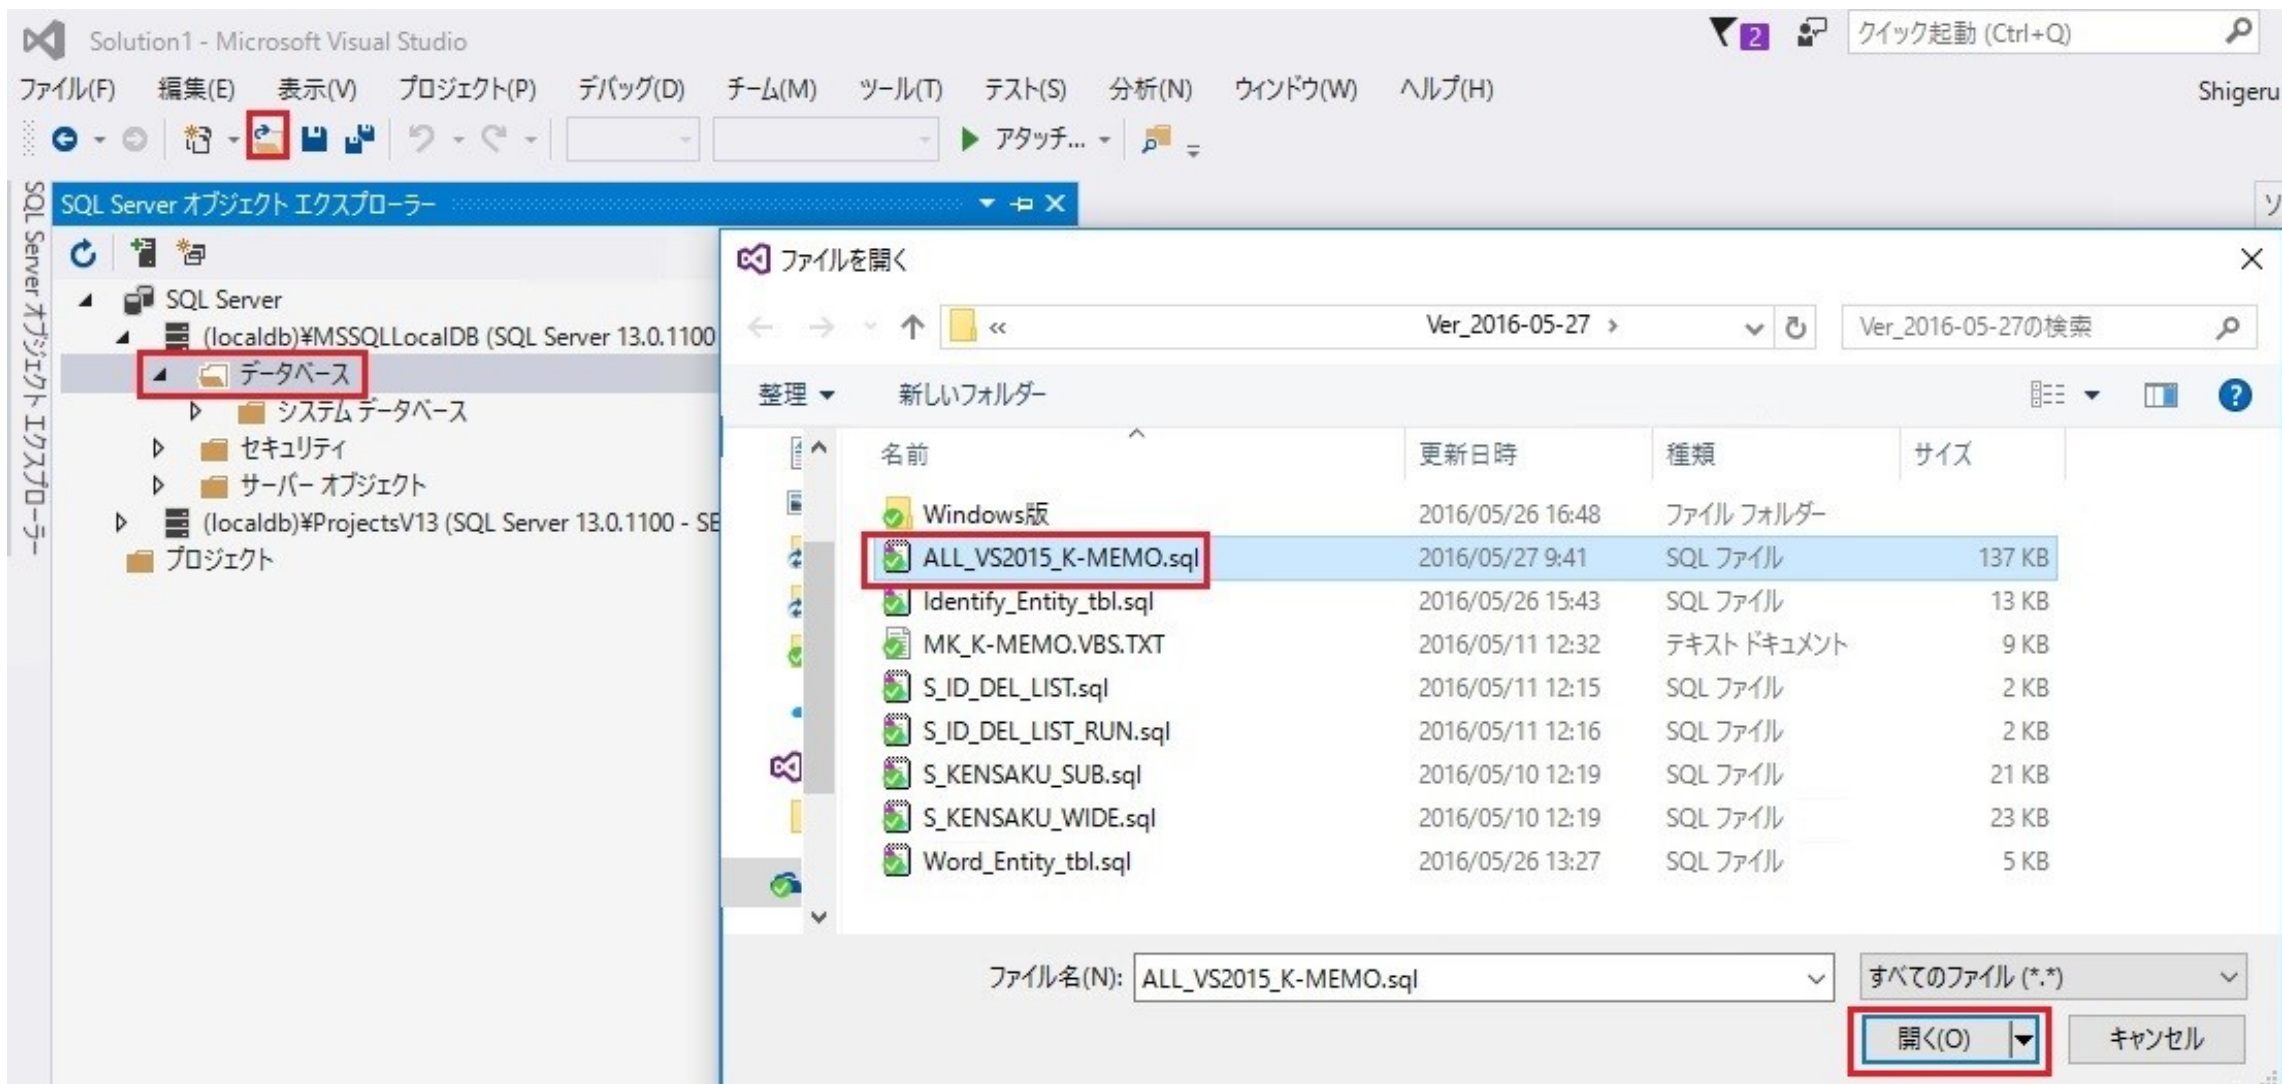 Solution1 - Microsoft Visual Studio
2
クイック起動 (Ctrl+Q)
ファイル(F) 編集(E) 表示(V) プロジェクト(P) デバッグ(D) チーム(M) ツール(T) テスト(S) 分析(N) ウィンドウ(W) ヘルプ(H)
Shigeru
アタッチ...
SQL Server オブジェクト エクスプローラー
SQL Server オブジェクト エクスプローラー
ソ
SQL Server
(localdb)¥MSSQLLocalDB (SQL Server 13.0.1100
データベース
システム データベース
セキュリティ
サーバー オブジェクト
(localdb)¥ProjectsV13 (SQL Server 13.0.1100 - SE
プロジェクト
ファイルを開く
« Ver_2016-05-27 ›
Ver_2016-05-27の検索
整理 新しいフォルダー
?
名前 更新日時 種類 サイズ
Windows版 2016/05/26 16:48 ファイル フォルダー
ALL_VS2015_K-MEMO.sql 2016/05/27 9:41 SQL ファイル 137 KB
Identify_Entity_tbl.sql 2016/05/26 15:43 SQL ファイル 13 KB
MK_K-MEMO.VBS.TXT 2016/05/11 12:32 テキスト ドキュメント 9 KB
S_ID_DEL_LIST.sql 2016/05/11 12:15 SQL ファイル 2 KB
S_ID_DEL_LIST_RUN.sql 2016/05/11 12:16 SQL ファイル 2 KB
S_KENSAKU_SUB.sql 2016/05/10 12:19 SQL ファイル 21 KB
S_KENSAKU_WIDE.sql 2016/05/10 12:19 SQL ファイル 23 KB
Word_Entity_tbl.sql 2016/05/26 13:27 SQL ファイル 5 KB
ファイル名(N): ALL_VS2015_K-MEMO.sql
すべてのファイル (*.*)
開く(O)
キャンセル